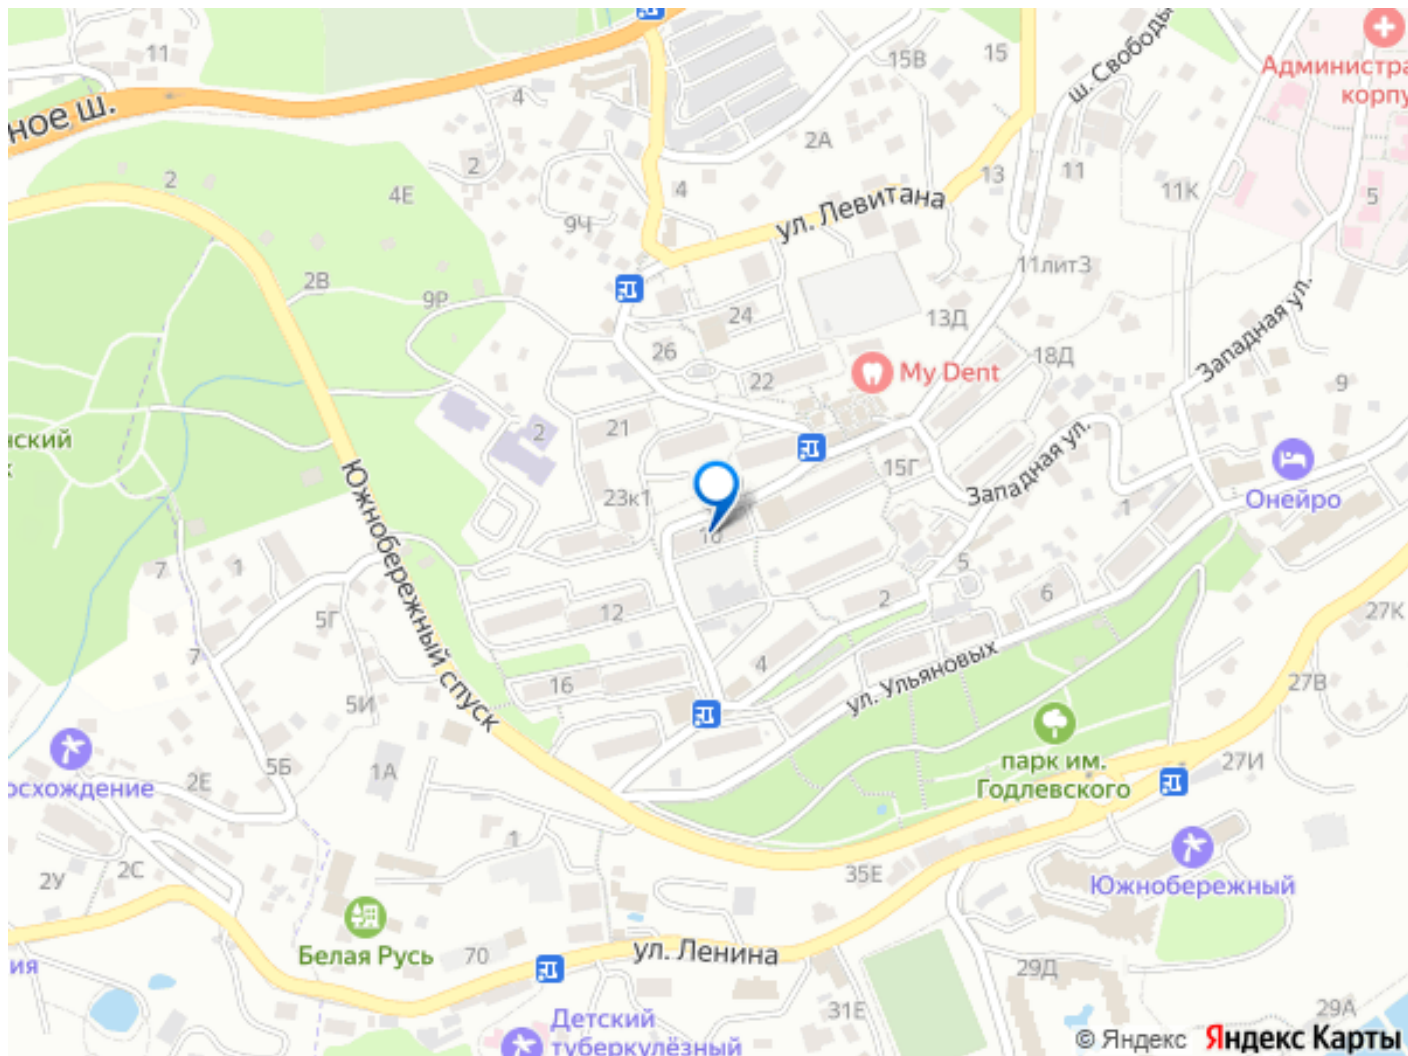 11
4
15В
15
ш. Свободы
Администра
корпу
ное ш.
2А
2
2
4Е
4
13
11
11К
5
ул. Левитана
9Ч
2В
9Р
11литЗ
24
13Д
Западная ул.
26
18Д
22
My Dent
9
21
2
нский
15Г
Западная ул.
23к1
1
Онейро
Южнобережный спуск
7
1
5
2
6
12
27К
5Г
7
4
16
5И
ул. Ульяновых
27В
парк им.
Годлевского
5Б
1А
2Е
27И
осхождение
1
2У
2С
35Е
Южнобережный
Белая Русь
70
ул. Ленина
ия
29Д
31Е
29А
Детский
туберкулёзный
© Яндекс Яндекс Карты